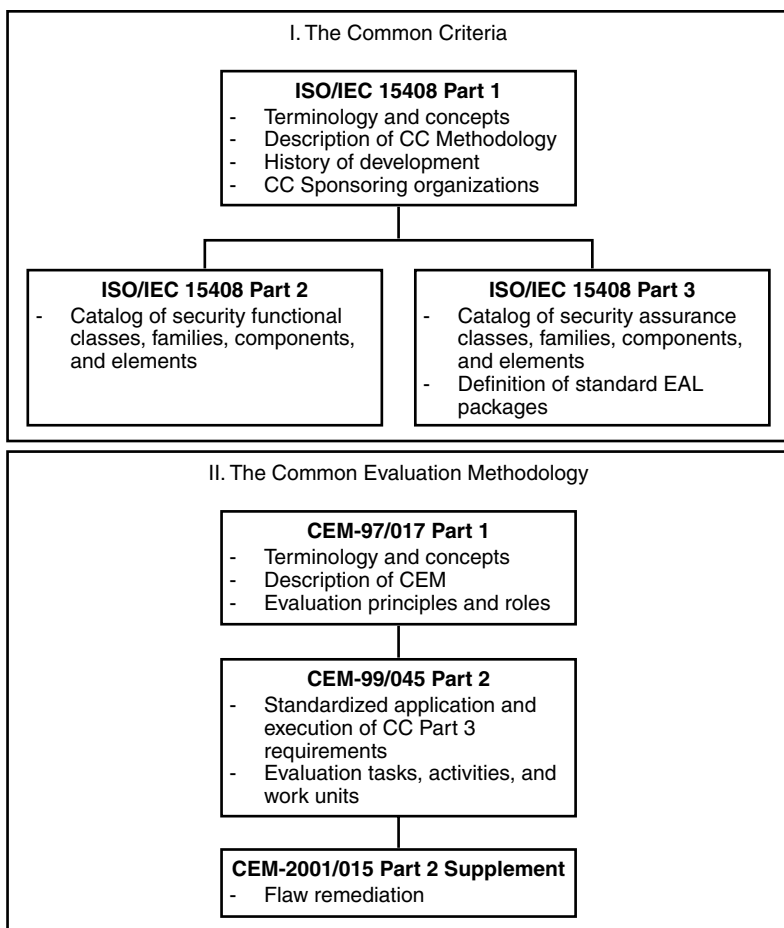 I. The Common Criteria
ISO/IEC 15408 Part 1
- Terminology and concepts
- Description of CC Methodology
- History of development
- CC Sponsoring organizations
ISO/IEC 15408 Part 2
- Catalog of security functional
classes, families, components,
and elements
ISO/IEC 15408 Part 3
- Catalog of security assurance
classes, families, components,
and elements
- Definition of standard EAL
packages
II. The Common Evaluation Methodology
CEM-97/017 Part 1
- Terminology and concepts
- Description of CEM
- Evaluation principles and roles
CEM-99/045 Part 2
- Standardized application and
execution of CC Part 3
requirements
- Evaluation tasks, activities, and
work units
CEM-2001/015 Part 2 Supplement
- Flaw remediation